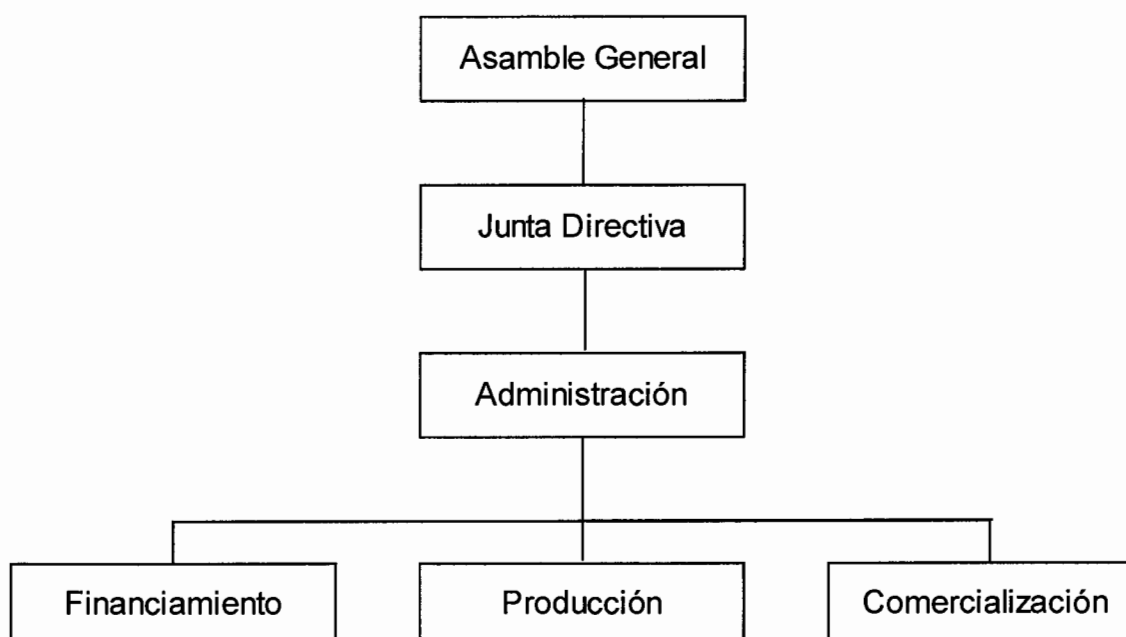 Asamble General
Junta Directiva
Administración
Financiamiento
Producción
Comercialización